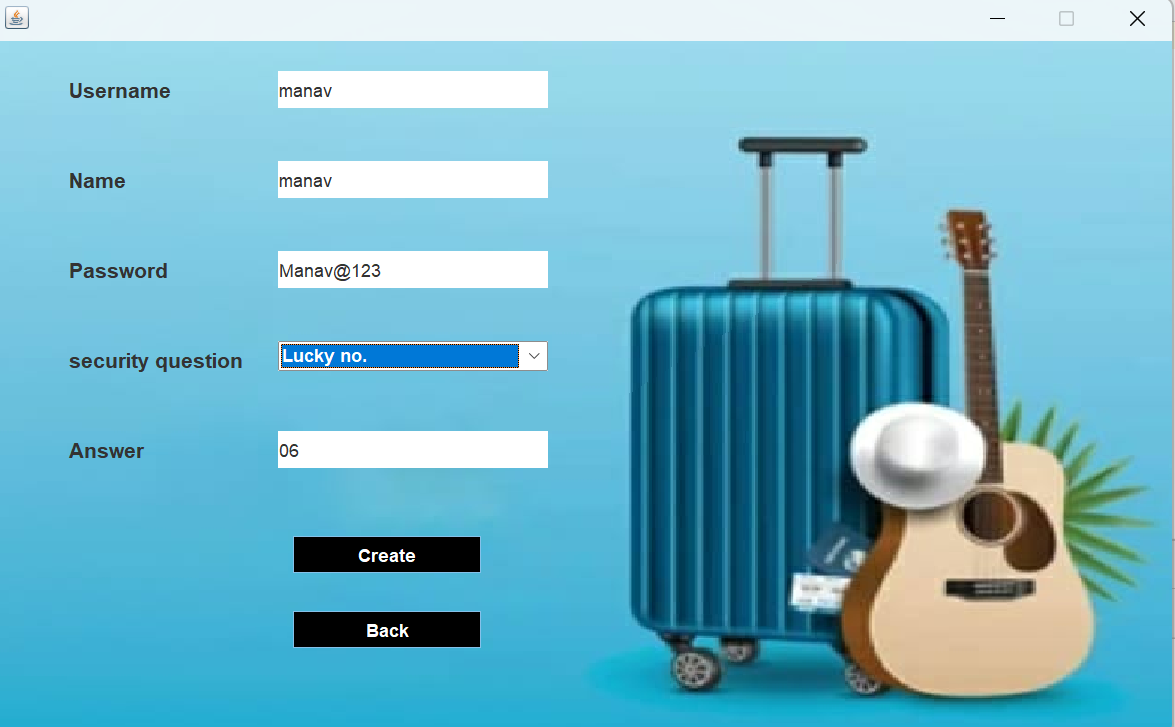 Username manav
Name manav
Password Manav@123
security question Lucky no.
Answer 06
Create
Back